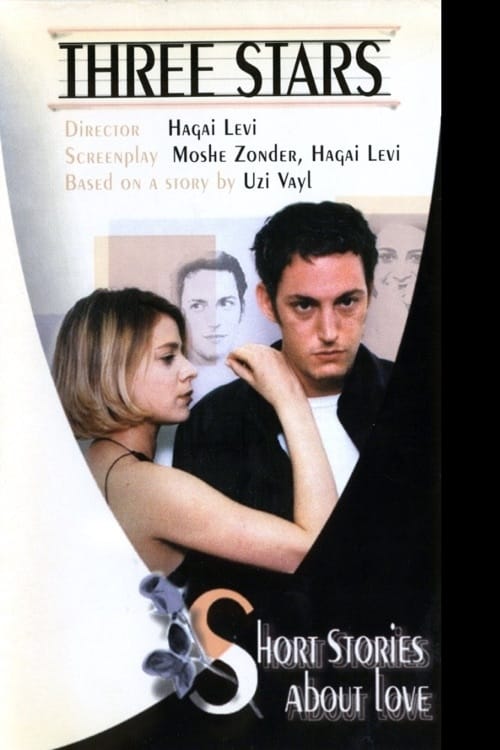 THREE STARS
Director Hagai Levi
Screenplay Moshe Zonder, Hagai Levi
Based on a story by Uzi Vayl
Short Stories
about love